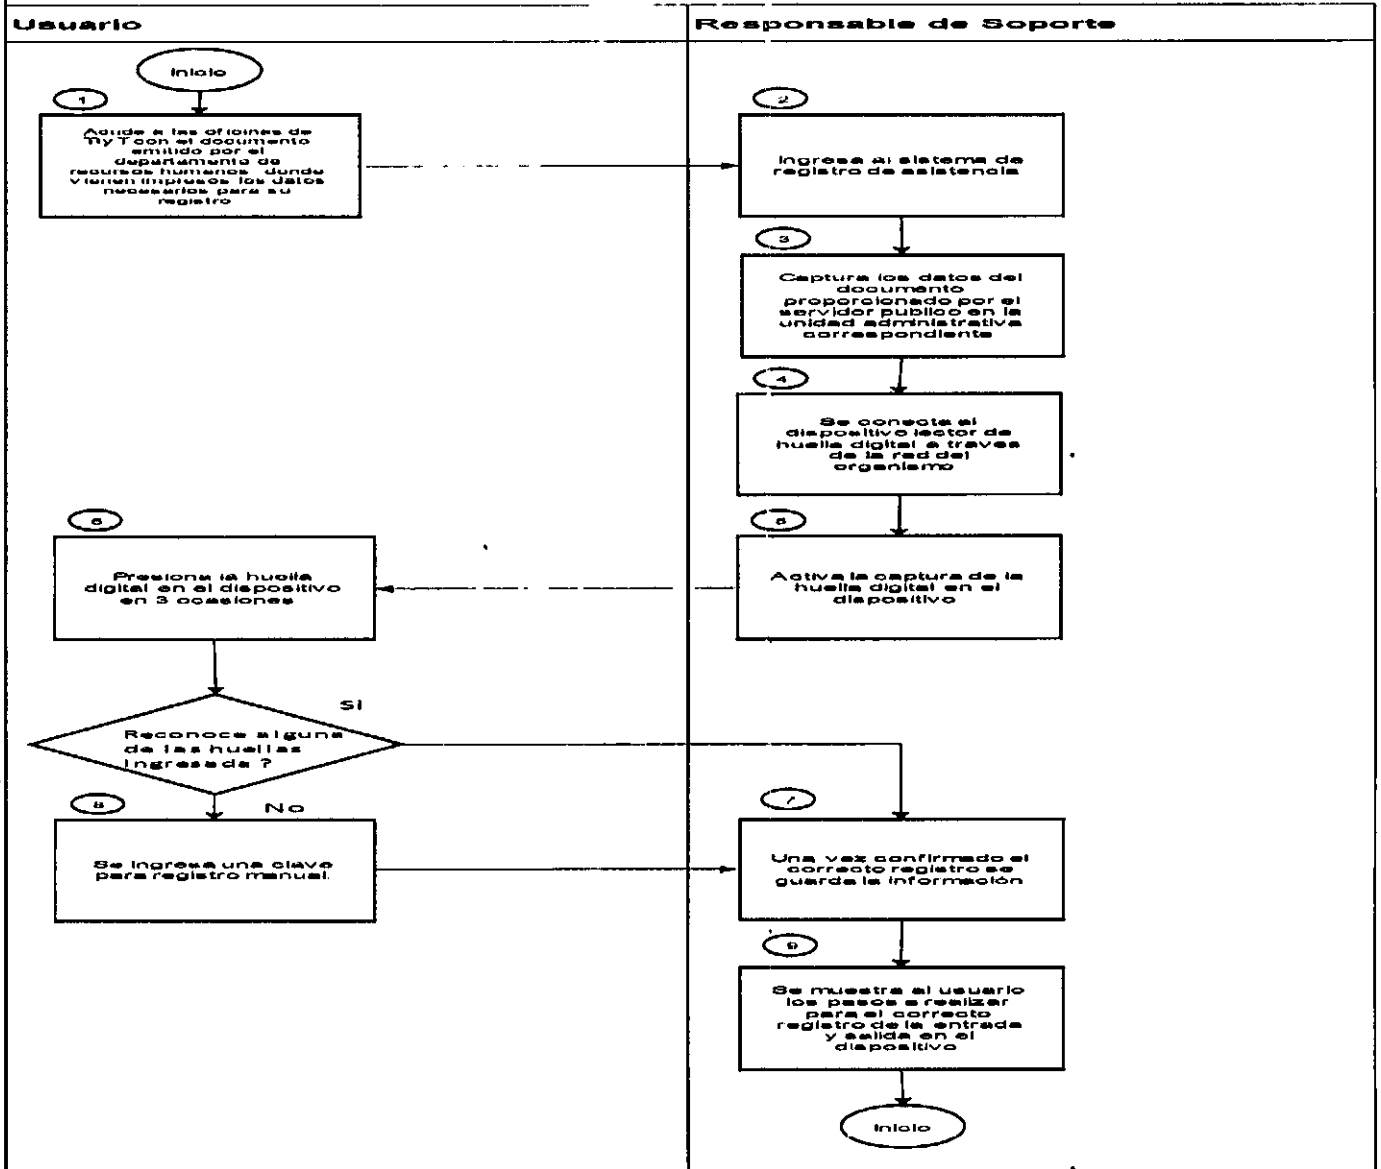 Usuario
Responsable de Soporte
Inicio
1
Acude a las oficinas de
TIyT con el documento
emitido por el
departamento de
recursos humanos donde
vienen impresos los datos
necesarios para su
registro
2
Ingresa al sistema de
registro de asistencia
3
Captura los datos del
documento
proporcionado por el
servidor publico en la
unidad administrativa
correspondiente
4
Se conecta al
dispositivo lector de
huella digital a traves
de la red del
organismo
5
Activa la captura de la
huella digital en el
dispositivo
6
Presiona la huella
digital en el dispositivo
en 3 ocasiones
Si
Reconoce alguna
de las huellas
ingresada ?
No
8
Se ingresa una clave
para registro manual.
7
Una vez confirmado el
correcto registro se
guarda la información
9
Se muestra al usuario
los pasos a realizar
para el correcto
registro de la entrada
y salida en el
dispositivo
Inicio